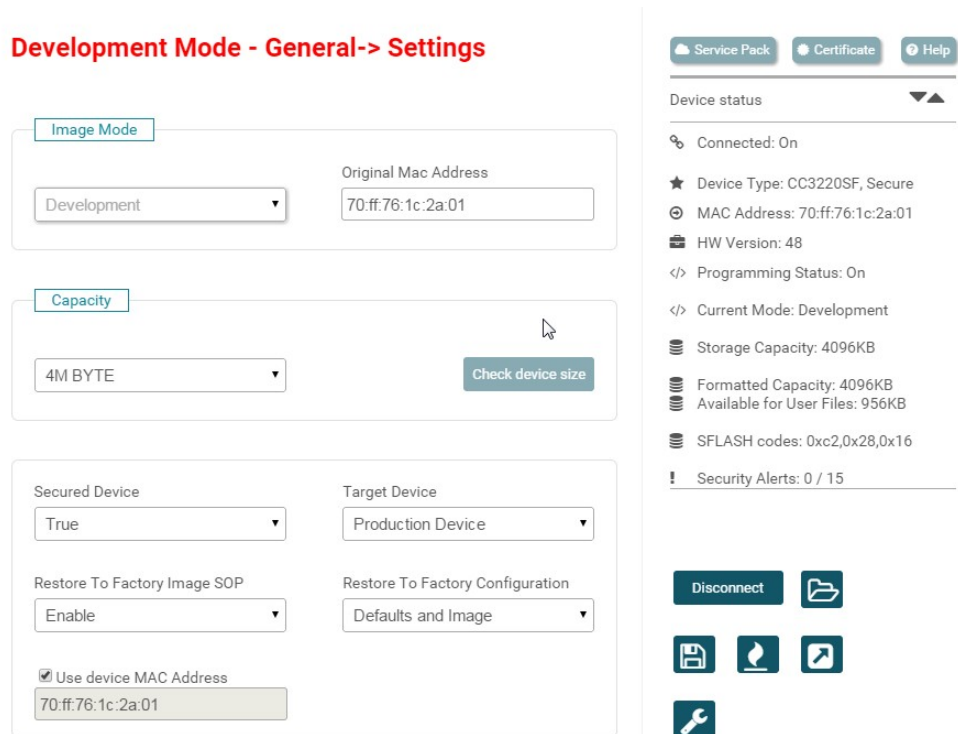 Development Mode - General-> Settings
Image Mode
Original Mac Address
Development
70:ff:76:1c:2a:01
Capacity
4M BYTE
Check device size
Secured Device
Target Device
True
Production Device
Restore To Factory Image SOP
Restore To Factory Configuration
Enable
Defaults and Image
Use device MAC Address
70:ff:76:1c:2a:01
Service Pack
Certificate
Help
Device status
Connected: On
Device Type: CC3220SF, Secure
MAC Address: 70:ff:76:1c:2a:01
HW Version: 48
</> Programming Status: On
</> Current Mode: Development
Storage Capacity: 4096KB
Formatted Capacity: 4096KB
Available for User Files: 956KB
SFLASH codes: 0xc2,0x28,0x16
! Security Alerts: 0 / 15
Disconnect